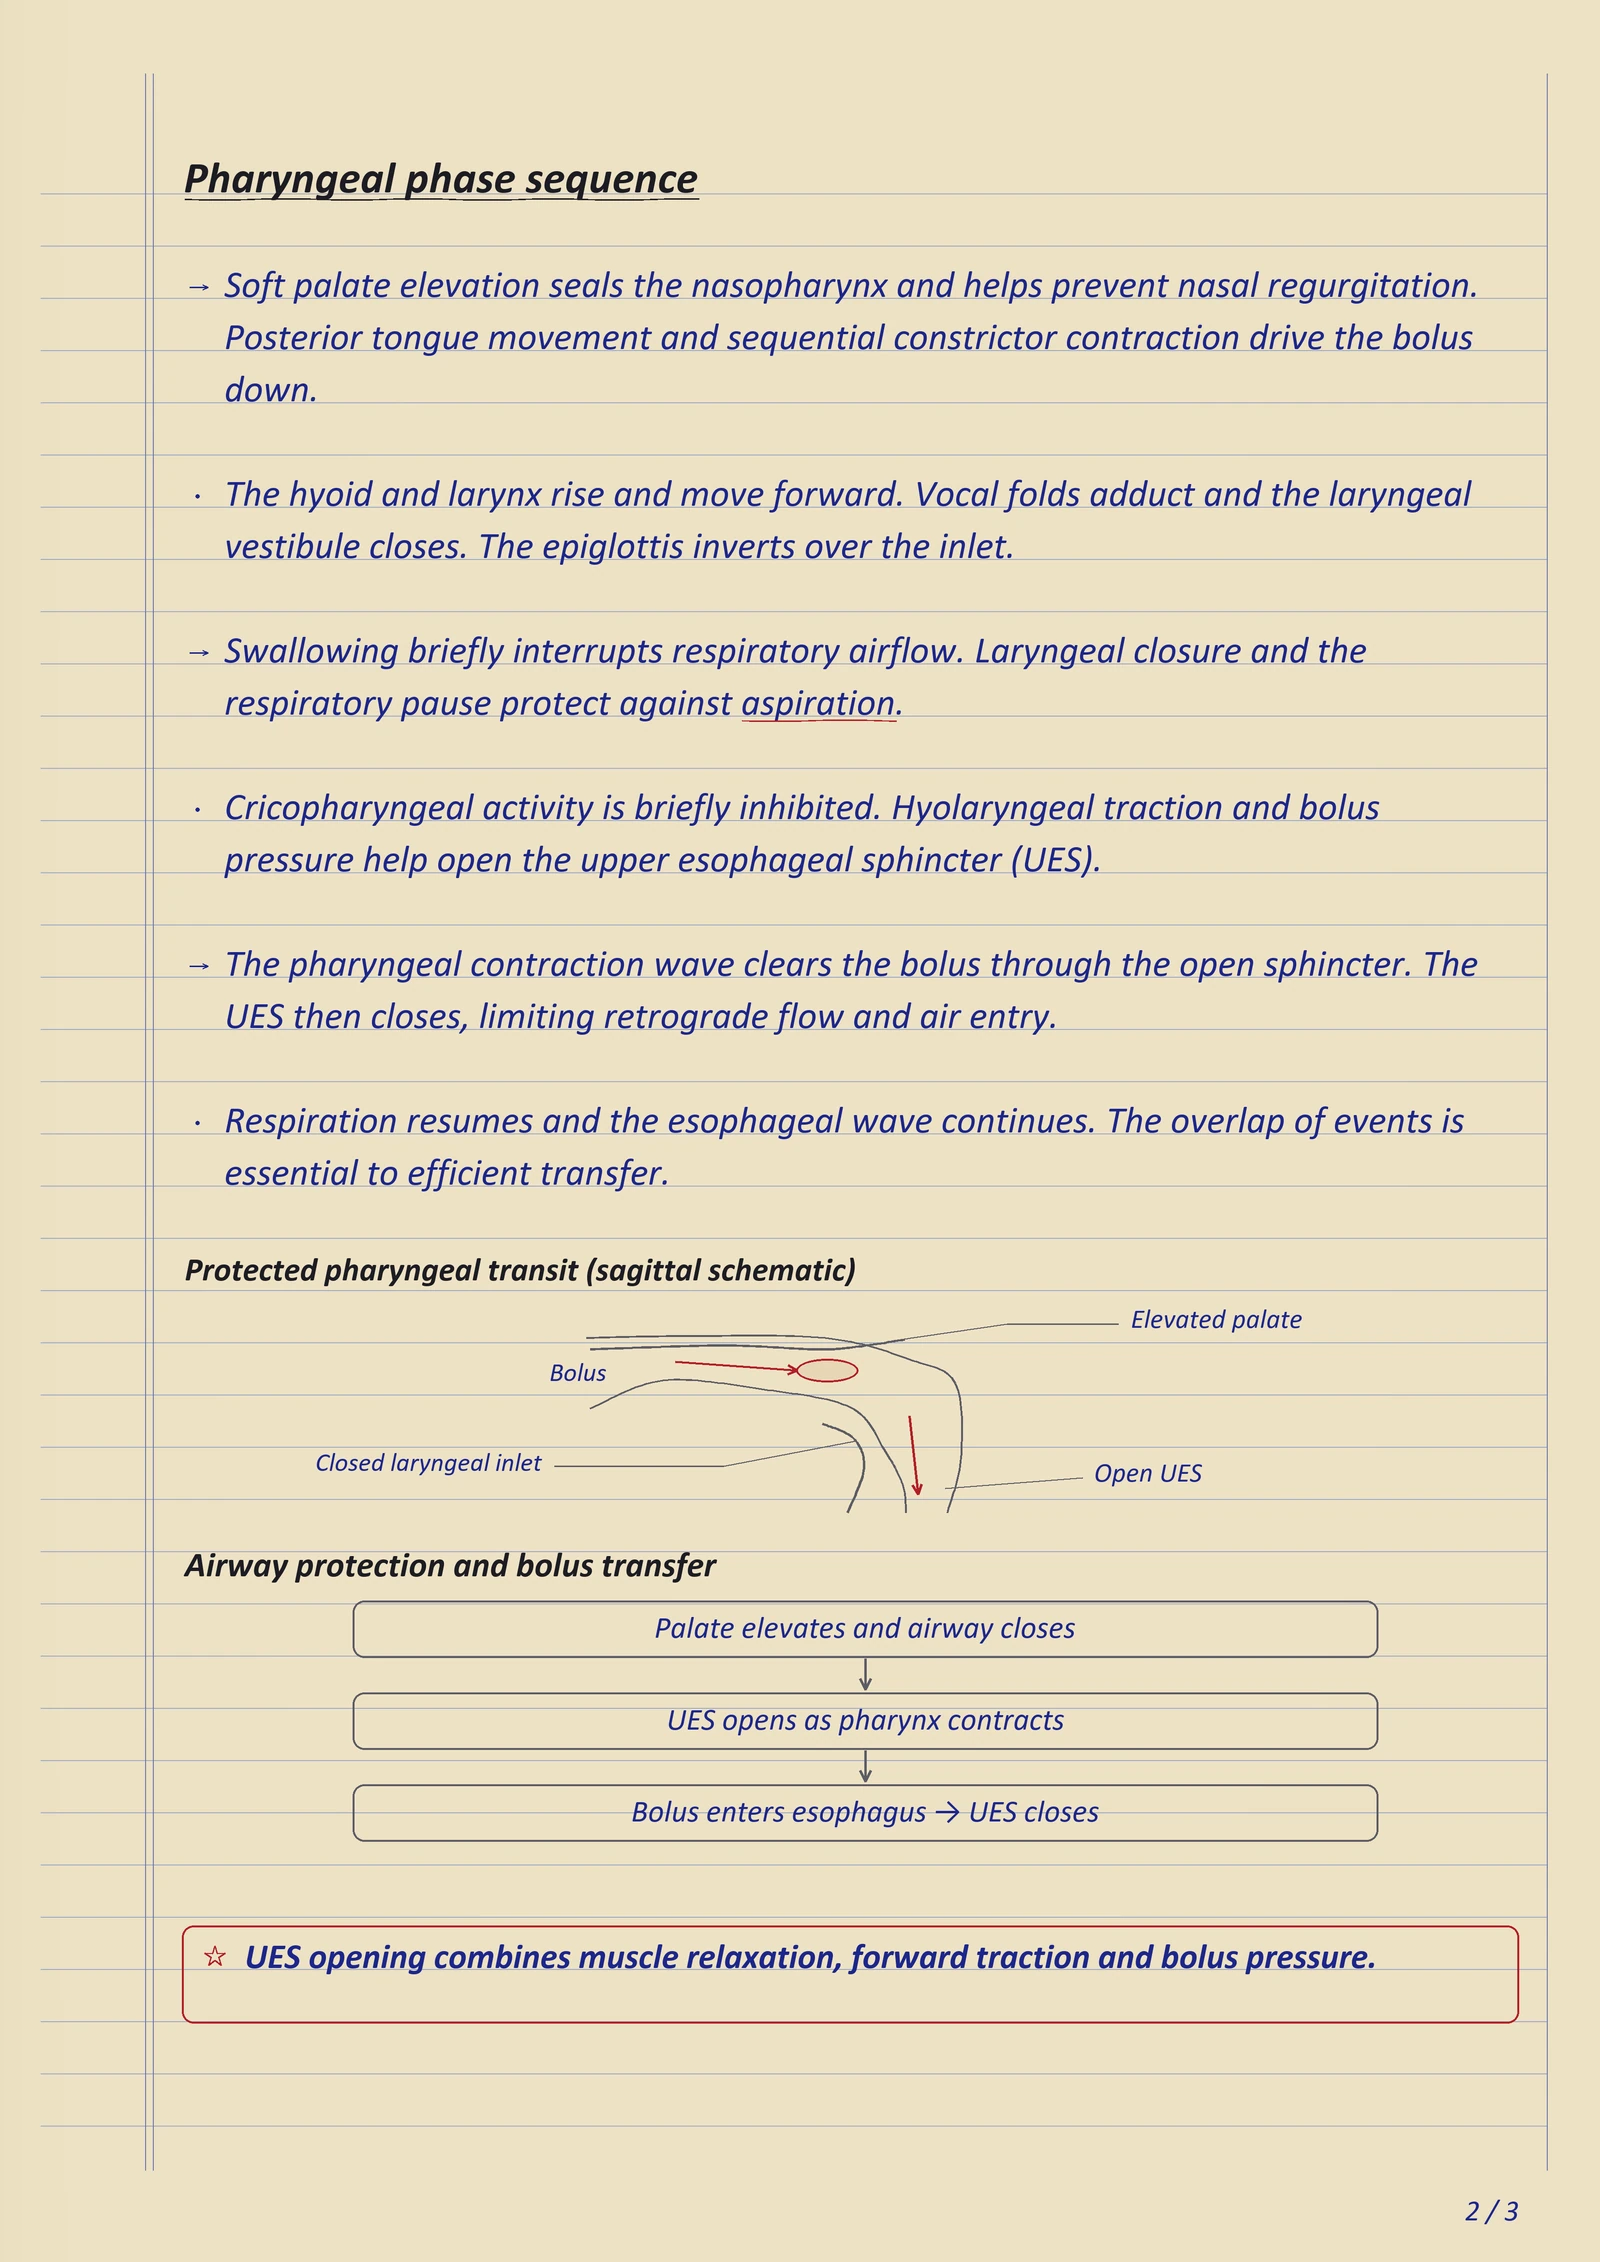 Pharyngeal phase sequence
→ Soft palate elevation seals the nasopharynx and helps prevent nasal regurgitation.
Posterior tongue movement and sequential constrictor contraction drive the bolus
down.
· The hyoid and larynx rise and move forward. Vocal folds adduct and the laryngeal
vestibule closes. The epiglottis inverts over the inlet.
→ Swallowing briefly interrupts respiratory airflow. Laryngeal closure and the
respiratory pause protect against aspiration.
· Cricopharyngeal activity is briefly inhibited. Hyolaryngeal traction and bolus
pressure help open the upper esophageal sphincter (UES).
→ The pharyngeal contraction wave clears the bolus through the open sphincter. The
UES then closes, limiting retrograde flow and air entry.
· Respiration resumes and the esophageal wave continues. The overlap of events is
essential to efficient transfer.
Protected pharyngeal transit (sagittal schematic)
Elevated palate
Bolus
Closed laryngeal inlet
Open UES
Airway protection and bolus transfer
Palate elevates and airway closes
UES opens as pharynx contracts
Bolus enters esophagus → UES closes
☆ UES opening combines muscle relaxation, forward traction and bolus pressure.
2 / 3